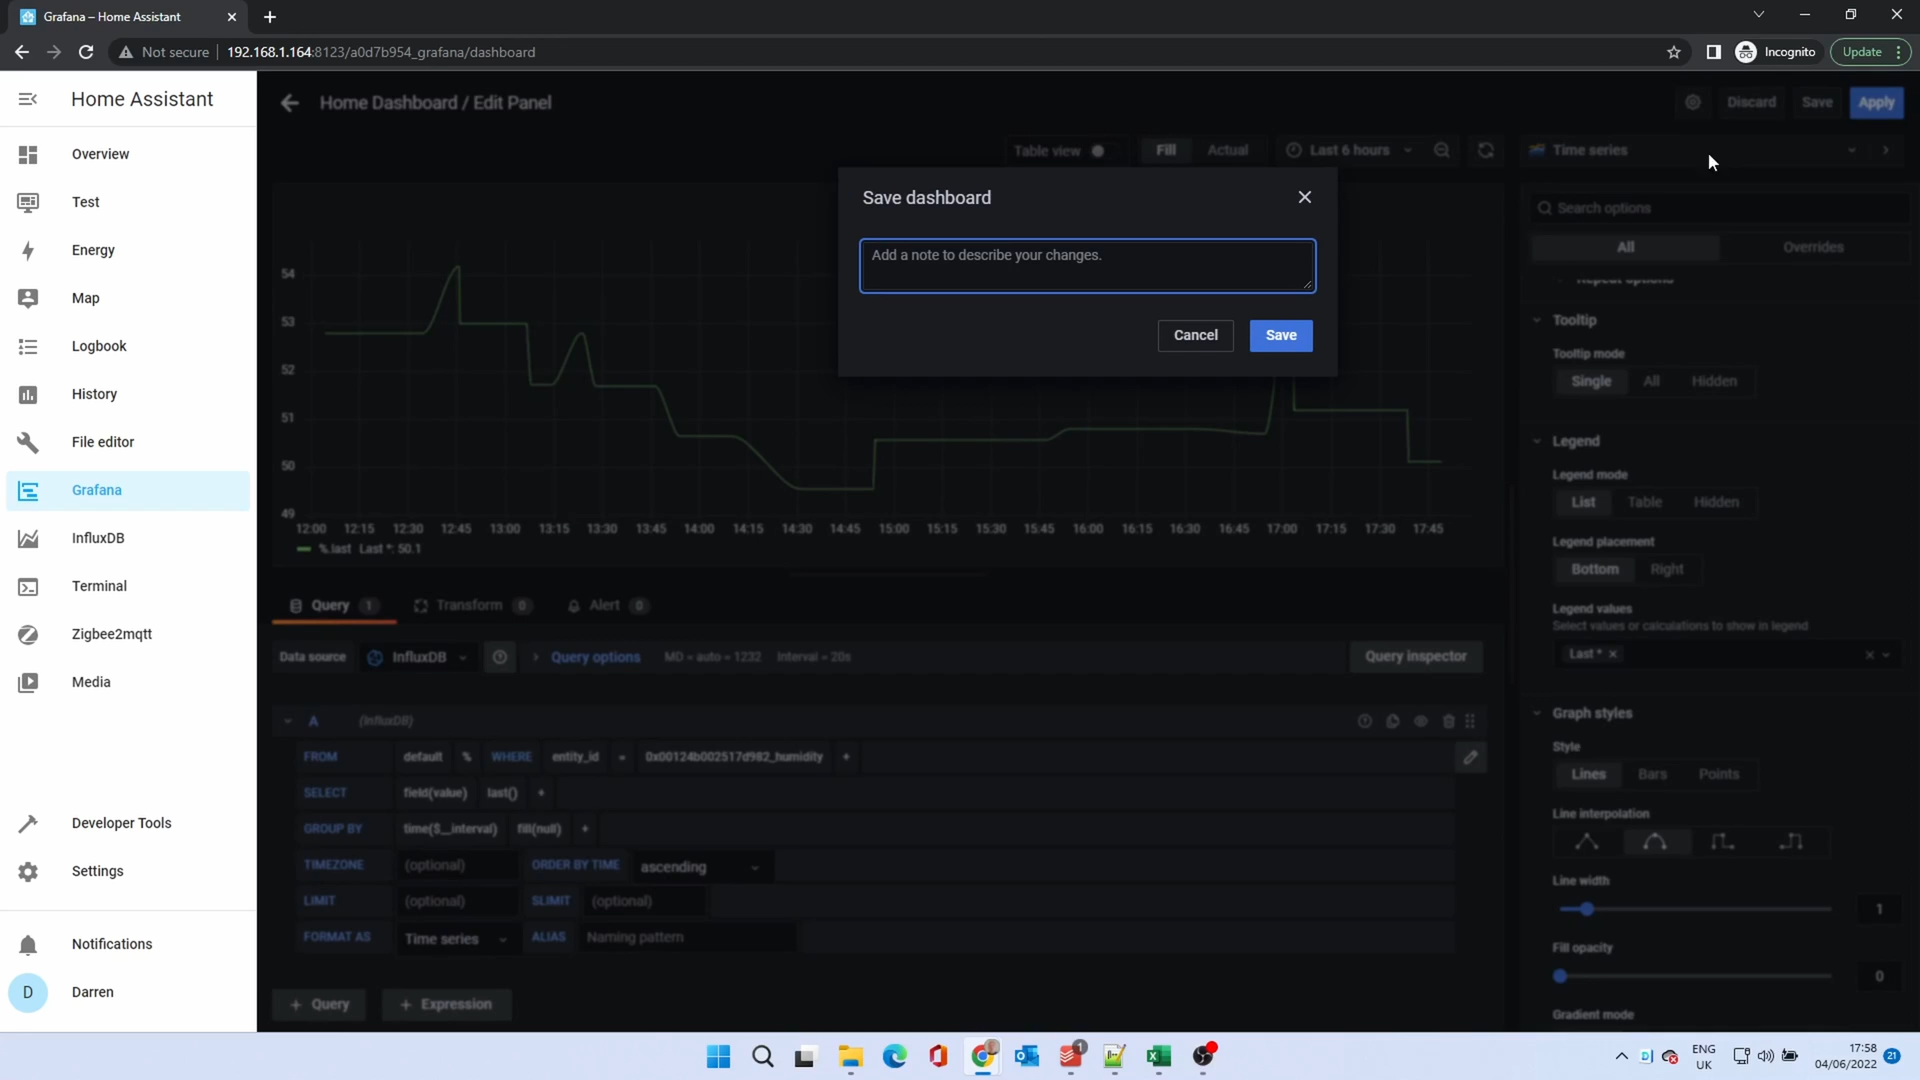 Grafana – Home Assistant
Not secure 192.168.1.164:8123/a0d7b954_grafana/dashboard
Incognito
Update
Home Assistant
Overview
Test
Energy
Map
Logbook
History
File editor
Grafana
InfluxDB
Terminal
Zigbee2mqtt
Media
Developer Tools
Settings
Notifications
D Darren
Home Dashboard / Edit Panel
Discard Save Apply
Table view Fill Actual Last 6 hours
Time series
Save dashboard
Add a note to describe your changes.
Cancel Save
54
53
52
51
50
49
12:00 12:15 12:30 12:45 13:00 13:15 13:30 13:45 14:00 14:15 14:30 14:45 15:00 15:15 15:30 15:45 16:00 16:15 16:30 16:45 17:00 17:15 17:30 17:45
%.last Last *: 50.1
Query 1 Transform 0 Alert 0
Data source InfluxDB Query options MD = auto = 1232 Interval = 20s Query inspector
A (InfluxDB)
FROM default % WHERE entity_id = 0x00124b002517d982_humidity +
SELECT field(value) last() +
GROUP BY time($__interval) fill(null) +
TIMEZONE (optional) ORDER BY TIME ascending
LIMIT (optional) SLIMIT (optional)
FORMAT AS Time series ALIAS Naming pattern
+ Query + Expression
Search options
All Overrides
Repeat options
Tooltip
Tooltip mode
Single All Hidden
Legend
Legend mode
List Table Hidden
Legend placement
Bottom Right
Legend values
Select values or calculations to show in legend
Last *
Graph styles
Style
Lines Bars Points
Line interpolation
Line width
1
Fill opacity
0
Gradient mode
1
ENG
UK
17:58
04/06/2022
21